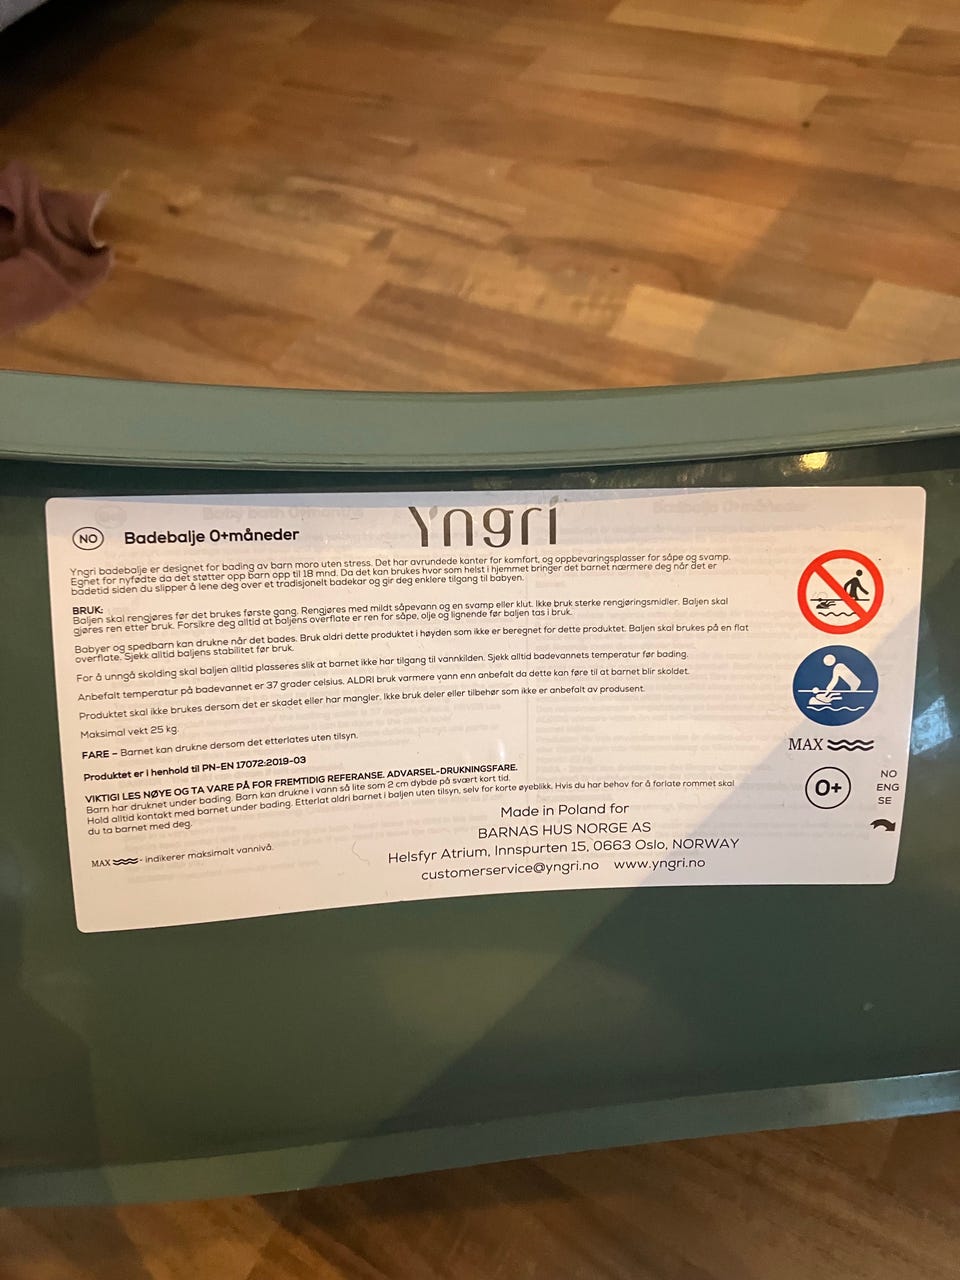 Yngri
NO Badebalje 0+måneder
Yngri badebalje er designet for bading av barn moro uten stress. Det har avrundede kanter for komfort, og oppbevaringsplasser for såpe og svamp.
Egnet for nyfødte da det støtter opp barn opp til 18 mnd. Da det kan brukes hvor som helst i hjemmet bringer det barnet nærmere deg når det er
badetid siden du slipper å lene deg over et tradisjonelt badekar og gir deg enklere tilgang til babyen.
BRUK:
Baljen skal rengjøres før det brukes første gang. Rengjøres med mildt såpevann og en svamp eller klut. Ikke bruk sterke rengjøringsmidler. Baljen skal
gjøres ren etter bruk. Forsikre deg alltid at baljens overflate er ren for såpe, olje og lignende før baljen tas i bruk.
Babyer og spedbarn kan drukne når det bades. Bruk aldri dette produktet i høyden som ikke er beregnet for dette produktet. Baljen skal brukes på en flat
overflate. Sjekk alltid baljens stabilitet før bruk.
For å unngå skolding skal baljen alltid plasseres slik at barnet ikke har tilgang til vannkilden. Sjekk alltid badevannets temperatur før bading.
Anbefalt temperatur på badevannet er 37 grader celsius. ALDRI bruk varmere vann enn anbefalt da dette kan føre til at barnet blir skoldet.
Produktet skal ikke brukes dersom det er skadet eller har mangler. Ikke bruk deler eller tilbehør som ikke er anbefalt av produsent.
Maksimal vekt 25 kg.
FARE – Barnet kan drukne dersom det etterlates uten tilsyn.
Produktet er i henhold til PN-EN 17072:2019-03
VIKTIG! LES NØYE OG TA VARE PÅ FOR FREMTIDIG REFERANSE. ADVARSEL-DRUKNINGSFARE.
Barn har druknet under bading. Barn kan drukne i vann så lite som 2 cm dybde på svært kort tid.
Hold alltid kontakt med barnet under bading. Etterlat aldri barnet i baljen uten tilsyn, selv for korte øyeblikk. Hvis du har behov for å forlate rommet skal
du ta barnet med deg.
MAX - indikerer maksimalt vannivå.
Made in Poland for
BARNAS HUS NORGE AS
Helsfyr Atrium, Innspurten 15, 0663 Oslo, NORWAY
customerservice@yngri.no www.yngri.no
MAX
0+
NO
ENG
SE